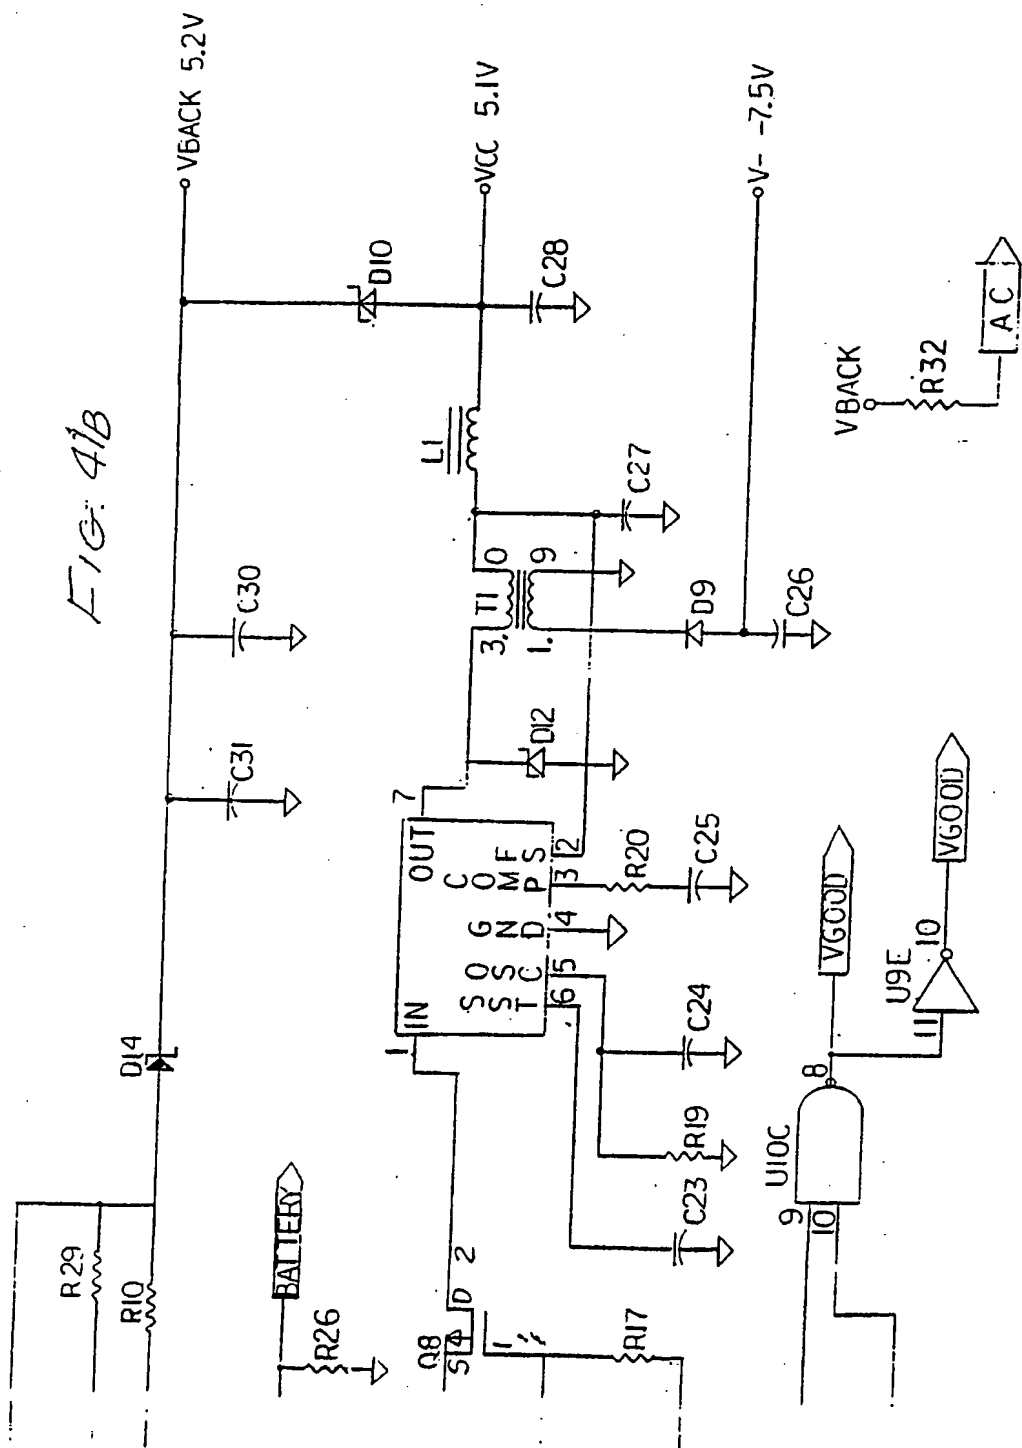 FIG. 41B
VBACK 5.2V
D14
C31
C30
D10
R29
R10
BATTERY
R26
VCC 5.1V
L1
C28
Q8
S
D
2
1
R17
1
IN
OUT
7
SST
OSC
GND
COMP
FS
6
5
4
3
2
T1
3.
0
1.
9
D12
C27
D9
C26
V- -7.5V
C23
R19
C24
R20
C25
U10C
9
10
8
VGOOD
U9E
11
10
VGOOD
VBACK
R32
AC